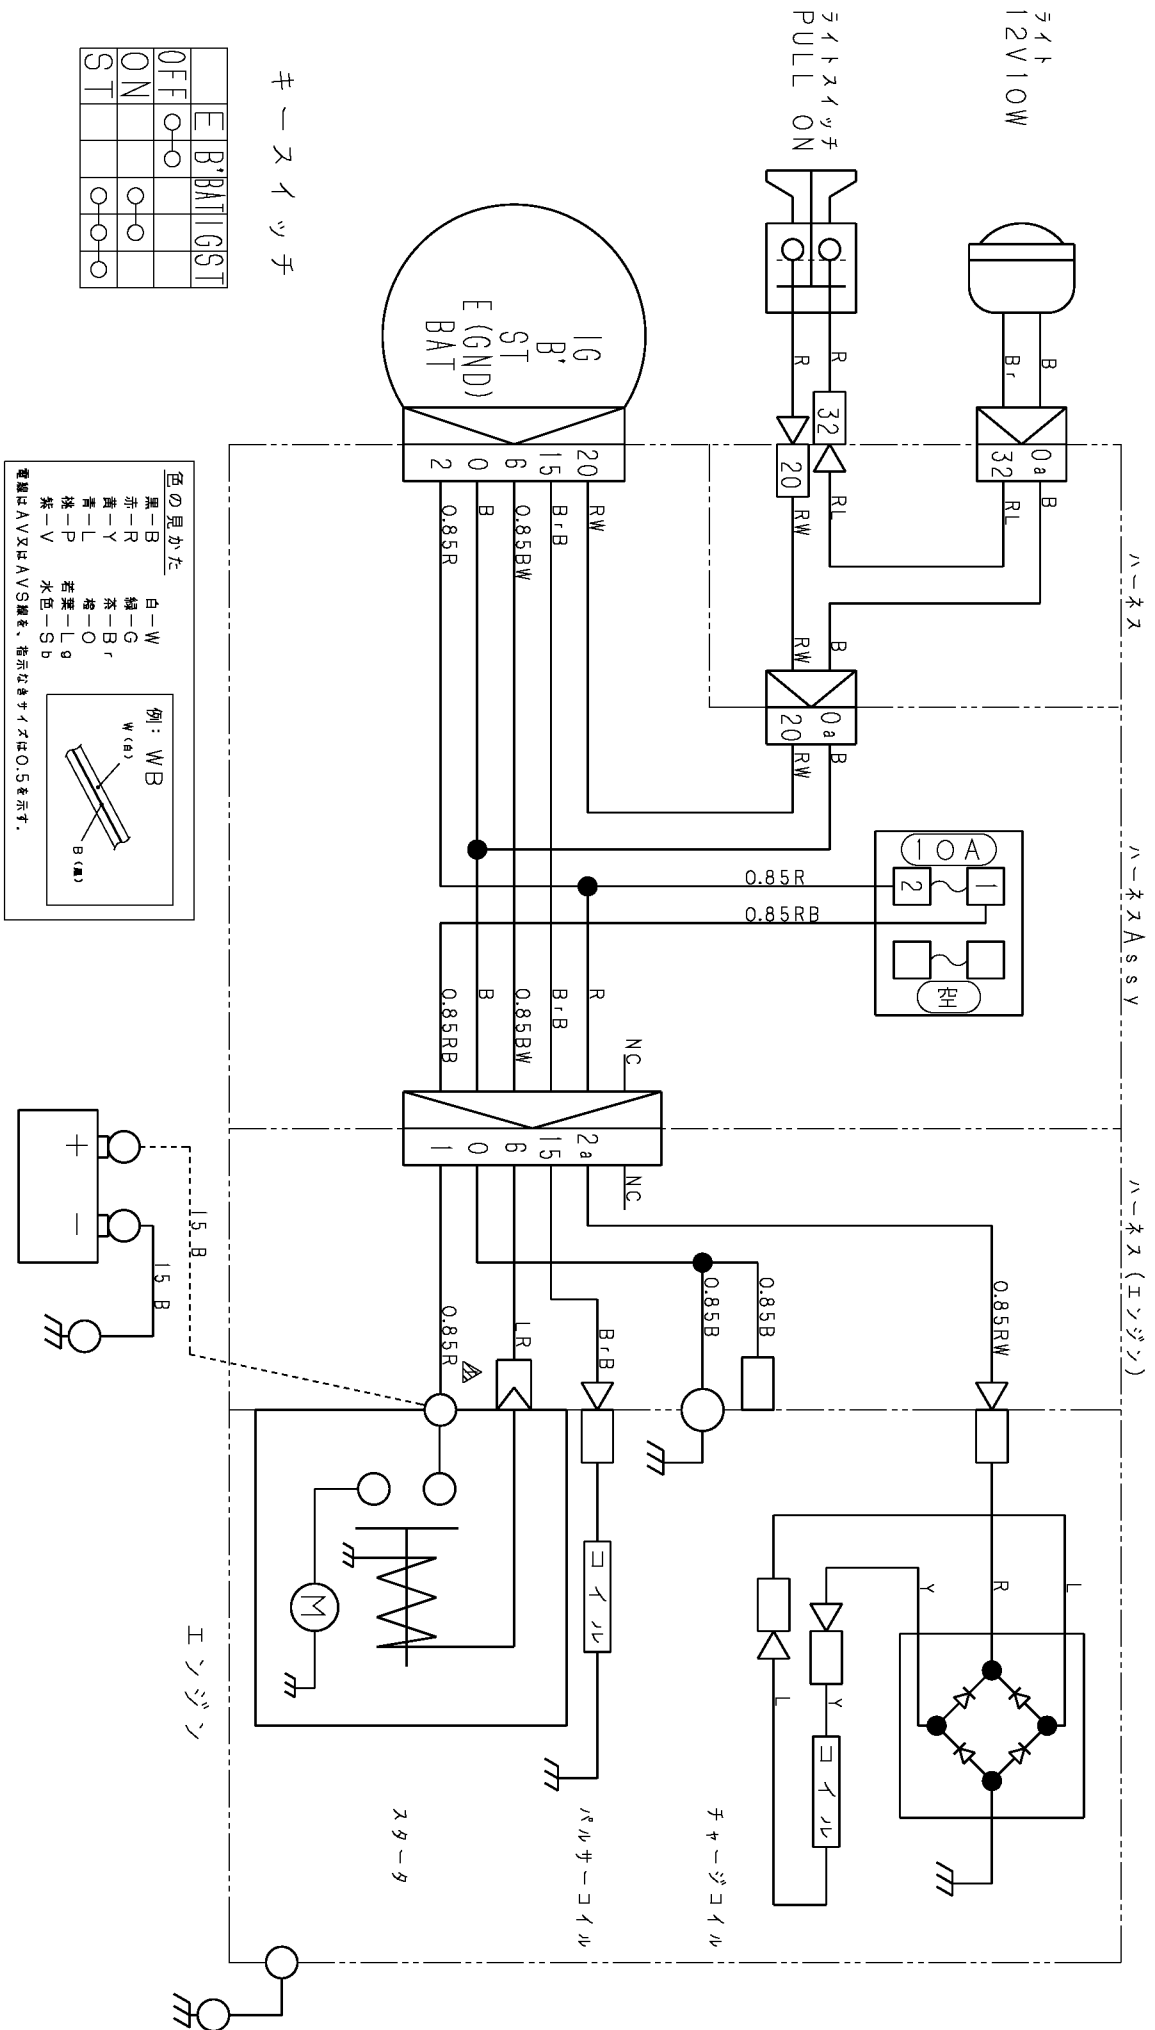 ライト
12V10W
ライトスイッチ
PULL ON
キースイッチ
E B' BAT IG ST
OFF
ON
ST
IG
B'
ST
E(GND)
BAT
20
15
6
0
2
RW
BrB
0.85BW
B
0.85R
B
Br
0a
32
B
RL
R
R
32
20
RL
RW
B
RW
0a
20
B
RW
ハーネス
ハーネスAssy
ハーネス(エンジン)
10A
1
2
空
0.85R
0.85RB
NC
R
BrB
0.85BW
B
0.85RB
2a
15
6
0
1
NC
0.85RW
0.85B
0.85B
BrB
LR
0.85R
L
R
Y
Y
L
コイル
コイル
M
チャージコイル
パルサーコイル
スタータ
エンジン
+
-
15 B
15 B
色の見かた
黒-B 白-W
赤-R 緑-G
黄-Y 茶-Br
青-L 橙-O
桃-P 若葉-Lg
紫-V 水色-Sb
例: WB
W(白)
B(黒)
電線はAV又はAVS線を、指示なきサイズは0.5を示す。